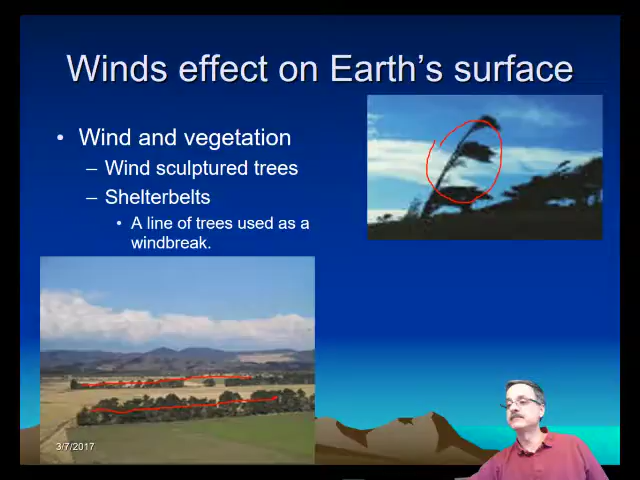 Winds effect on Earth's surface
• Wind and vegetation
– Wind sculptured trees
– Shelterbelts
• A line of trees used as a
windbreak.
3/7/2017